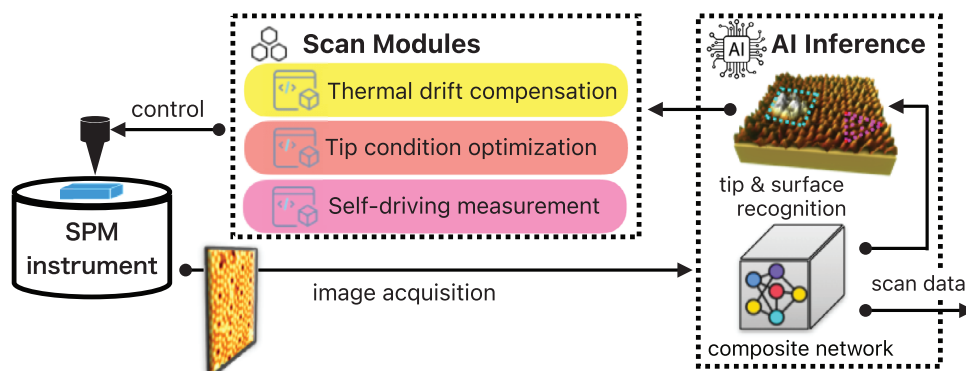 Scan Modules
Thermal drift compensation
Tip condition optimization
Self-driving measurement
control
SPM
instrument
image acquisition
AI
AI Inference
tip & surface
recognition
composite network
scan data